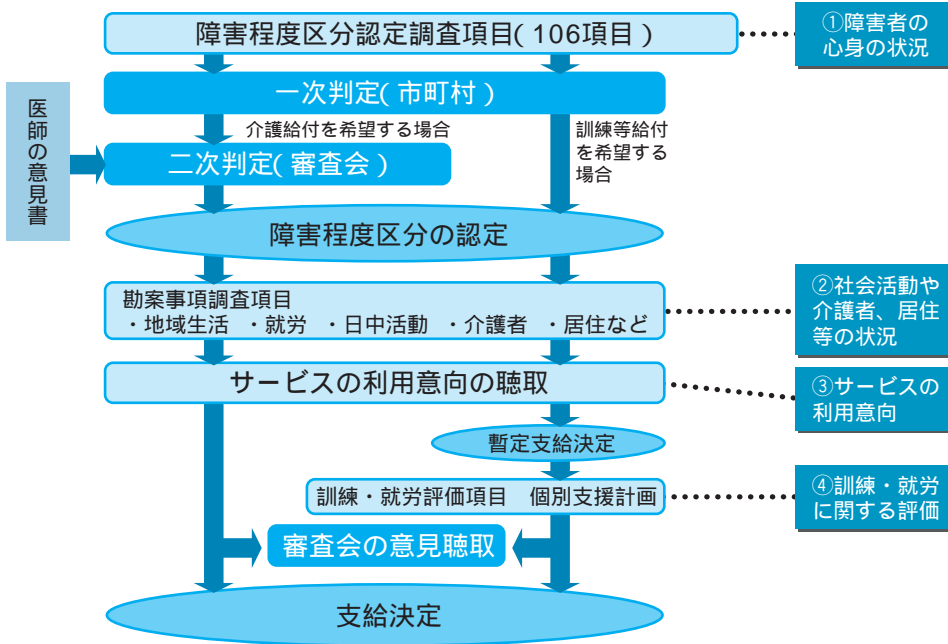 障害程度区分認定調査項目(106項目)
①障害者の
心身の状況
一次判定(市町村)
医師の意見書
介護給付を希望する場合
訓練等給付
を希望する
場合
二次判定(審査会)
障害程度区分の認定
勘案事項調査項目
・地域生活 ・就労 ・日中活動 ・介護者 ・居住など
②社会活動や
介護者、居住
等の状況
サービスの利用意向の聴取
③サービスの
利用意向
暫定支給決定
訓練・就労評価項目 個別支援計画
④訓練・就労
に関する評価
審査会の意見聴取
支給決定